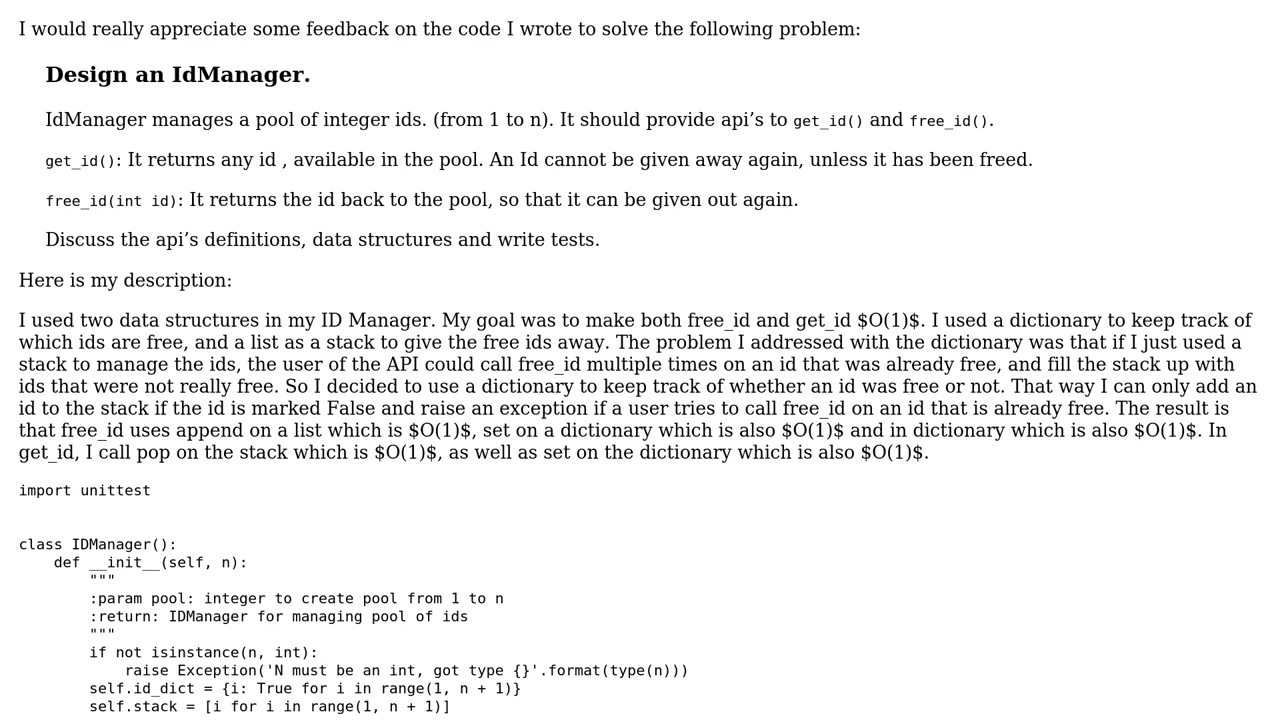 I would really appreciate some feedback on the code I wrote to solve the following problem:
Design an IdManager.
IdManager manages a pool of integer ids. (from 1 to n). It should provide api’s to get_id() and free_id().
get_id(): It returns any id , available in the pool. An Id cannot be given away again, unless it has been freed.
free_id(int id): It returns the id back to the pool, so that it can be given out again.
Discuss the api’s definitions, data structures and write tests.
Here is my description:
I used two data structures in my ID Manager. My goal was to make both free_id and get_id $O(1)$. I used a dictionary to keep track of
which ids are free, and a list as a stack to give the free ids away. The problem I addressed with the dictionary was that if I just used a
stack to manage the ids, the user of the API could call free_id multiple times on an id that was already free, and fill the stack up with
ids that were not really free. So I decided to use a dictionary to keep track of whether an id was free or not. That way I can only add an
id to the stack if the id is marked False and raise an exception if a user tries to call free_id on an id that is already free. The result is
that free_id uses append on a list which is $O(1)$, set on a dictionary which is also $O(1)$ and in dictionary which is also $O(1)$. In
get_id, I call pop on the stack which is $O(1)$, as well as set on the dictionary which is also $O(1)$.
import unittest
class IDManager():
    def __init__(self, n):
        """
        :param pool: integer to create pool from 1 to n
        :return: IDManager for managing pool of ids
        """
        if not isinstance(n, int):
            raise Exception('N must be an int, got type {}'.format(type(n)))
        self.id_dict = {i: True for i in range(1, n + 1)}
        self.stack = [i for i in range(1, n + 1)]